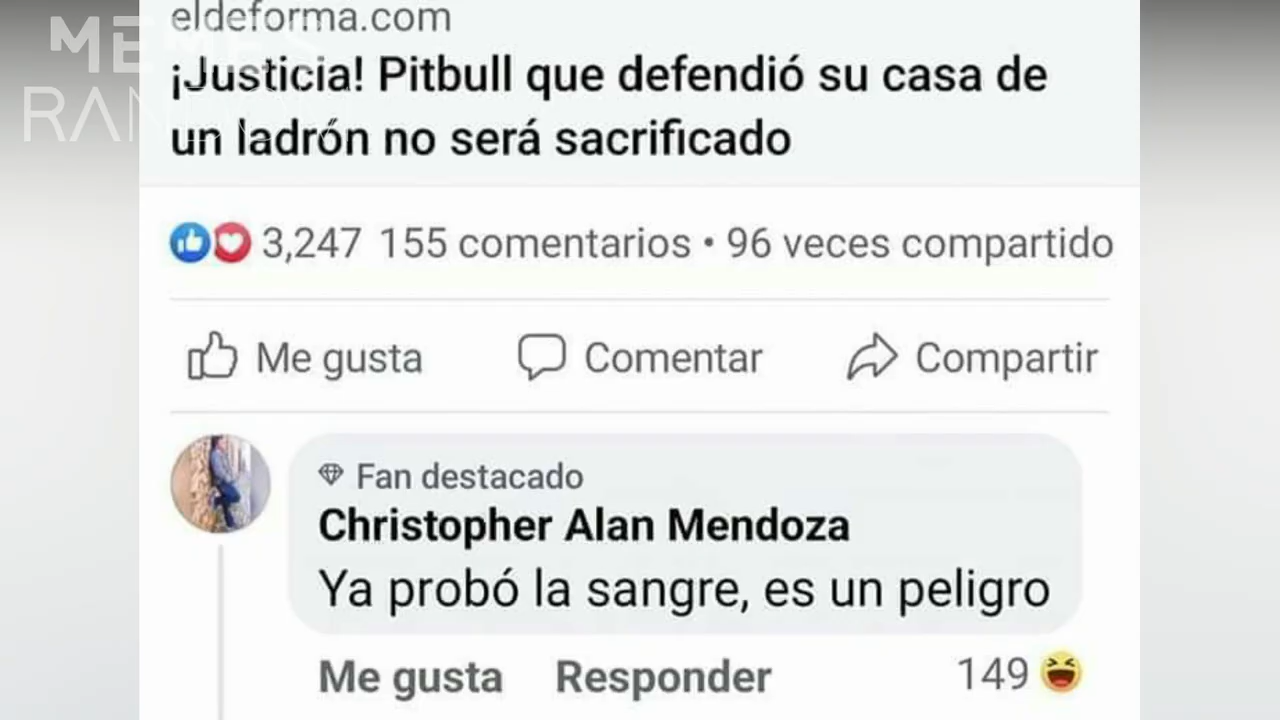 eldeforma.com
MEMES
¡Justicia! Pitbull que defendió su casa de
RAN
un ladrón no será sacrificado
3,247 155 comentarios • 96 veces compartido
Me gusta Comentar Compartir
Fan destacado
Christopher Alan Mendoza
Ya probó la sangre, es un peligro
Me gusta Responder 149